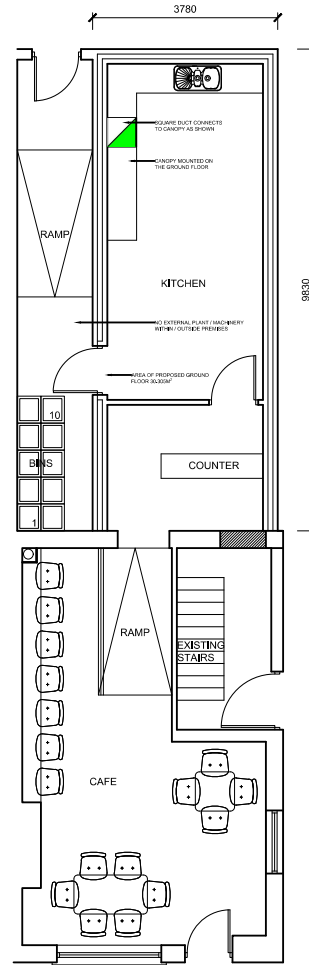 3780
SQUARE DUCT CONNECTS
TO CANOPY AS SHOWN
CANOPY MOUNTED ON
THE GROUND FLOOR
RAMP
KITCHEN
9830
NO EXTERNAL PLANT / MACHINERY
WITHIN / OUTSIDE PREMISES
AREA OF PROPOSED GROUND
FLOOR 30.305M²
10
BINS
COUNTER
1
RAMP
EXISTING
STAIRS
CAFE